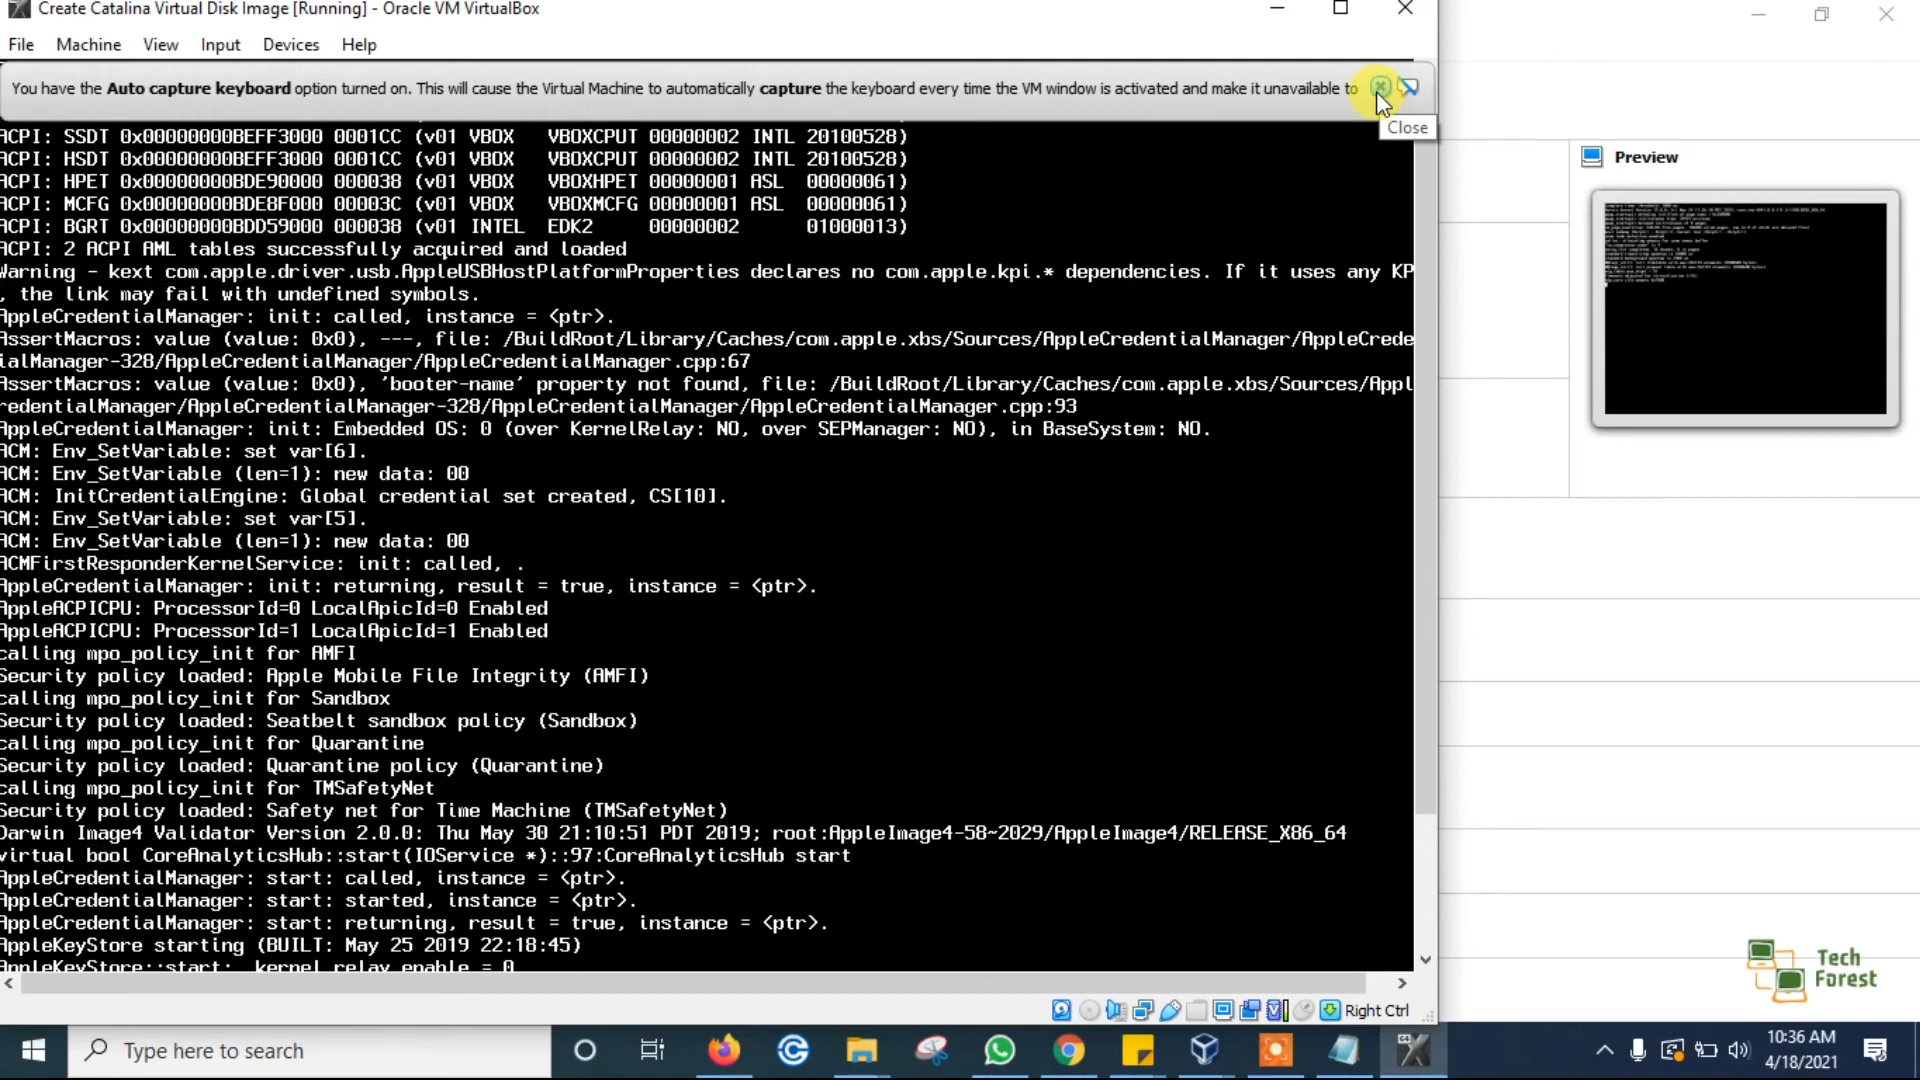 Create Catalina Virtual Disk Image [Running] - Oracle VM VirtualBox
File Machine View Input Devices Help
You have the Auto capture keyboard option turned on. This will cause the Virtual Machine to automatically capture the keyboard every time the VM window is activated and make it unavailable to
Close
ACPI: SSDT 0x00000000BEFF3000 0001CC (v01 VBOX   VBOXCPUT 00000002 INTL 20100528)
ACPI: HSDT 0x00000000BEFF3000 0001CC (v01 VBOX   VBOXCPUT 00000002 INTL 20100528)
ACPI: HPET 0x00000000BDE90000 000038 (v01 VBOX   VBOXHPET 00000001 ASL  00000061)
ACPI: MCFG 0x00000000BDE8F000 00003C (v01 VBOX   VBOXMCFG 00000001 ASL  00000061)
ACPI: BGRT 0x00000000BDD59000 000038 (v01 INTEL  EDK2     00000002      01000013)
ACPI: 2 ACPI AML tables successfully acquired and loaded
Warning - kext com.apple.driver.usb.AppleUSBHostPlatformProperties declares no com.apple.kpi.* dependencies. If it uses any KP
, the link may fail with undefined symbols.
AppleCredentialManager: init: called, instance = <ptr>.
AssertMacros: value (value: 0x0), ---, file: /BuildRoot/Library/Caches/com.apple.xbs/Sources/AppleCredentialManager/AppleCrede
ialManager-328/AppleCredentialManager/AppleCredentialManager.cpp:67
AssertMacros: value (value: 0x0), 'booter-name' property not found, file: /BuildRoot/Library/Caches/com.apple.xbs/Sources/Appl
redentialManager/AppleCredentialManager-328/AppleCredentialManager/AppleCredentialManager.cpp:93
AppleCredentialManager: init: Embedded OS: 0 (over KernelRelay: NO, over SEPManager: NO), in BaseSystem: NO.
ACM: Env_SetVariable: set var[6].
ACM: Env_SetVariable (len=1): new data: 00
ACM: InitCredentialEngine: Global credential set created, CS[10].
ACM: Env_SetVariable: set var[5].
ACM: Env_SetVariable (len=1): new data: 00
ACMFirstResponderKernelService: init: called, .
AppleCredentialManager: init: returning, result = true, instance = <ptr>.
AppleACPICPU: ProcessorId=0 LocalApicId=0 Enabled
AppleACPICPU: ProcessorId=1 LocalApicId=1 Enabled
calling mpo_policy_init for AMFI
Security policy loaded: Apple Mobile File Integrity (AMFI)
calling mpo_policy_init for Sandbox
Security policy loaded: Seatbelt sandbox policy (Sandbox)
calling mpo_policy_init for Quarantine
Security policy loaded: Quarantine policy (Quarantine)
calling mpo_policy_init for TMSafetyNet
Security policy loaded: Safety net for Time Machine (TMSafetyNet)
Darwin Image4 Validator Version 2.0.0: Thu May 30 21:10:51 PDT 2019; root:AppleImage4-58~2029/AppleImage4/RELEASE_X86_64
virtual bool CoreAnalyticsHub::start(IOService *)::97:CoreAnalyticsHub start
AppleCredentialManager: start: called, instance = <ptr>.
AppleCredentialManager: start: started, instance = <ptr>.
AppleCredentialManager: start: returning, result = true, instance = <ptr>.
AppleKeyStore starting (BUILT: May 25 2019 22:18:45)
AppleKeyStore::start: kernel_relay_enable = 0
Right Ctrl
Preview
Tech
Forest
Type here to search
10:36 AM
4/18/2021